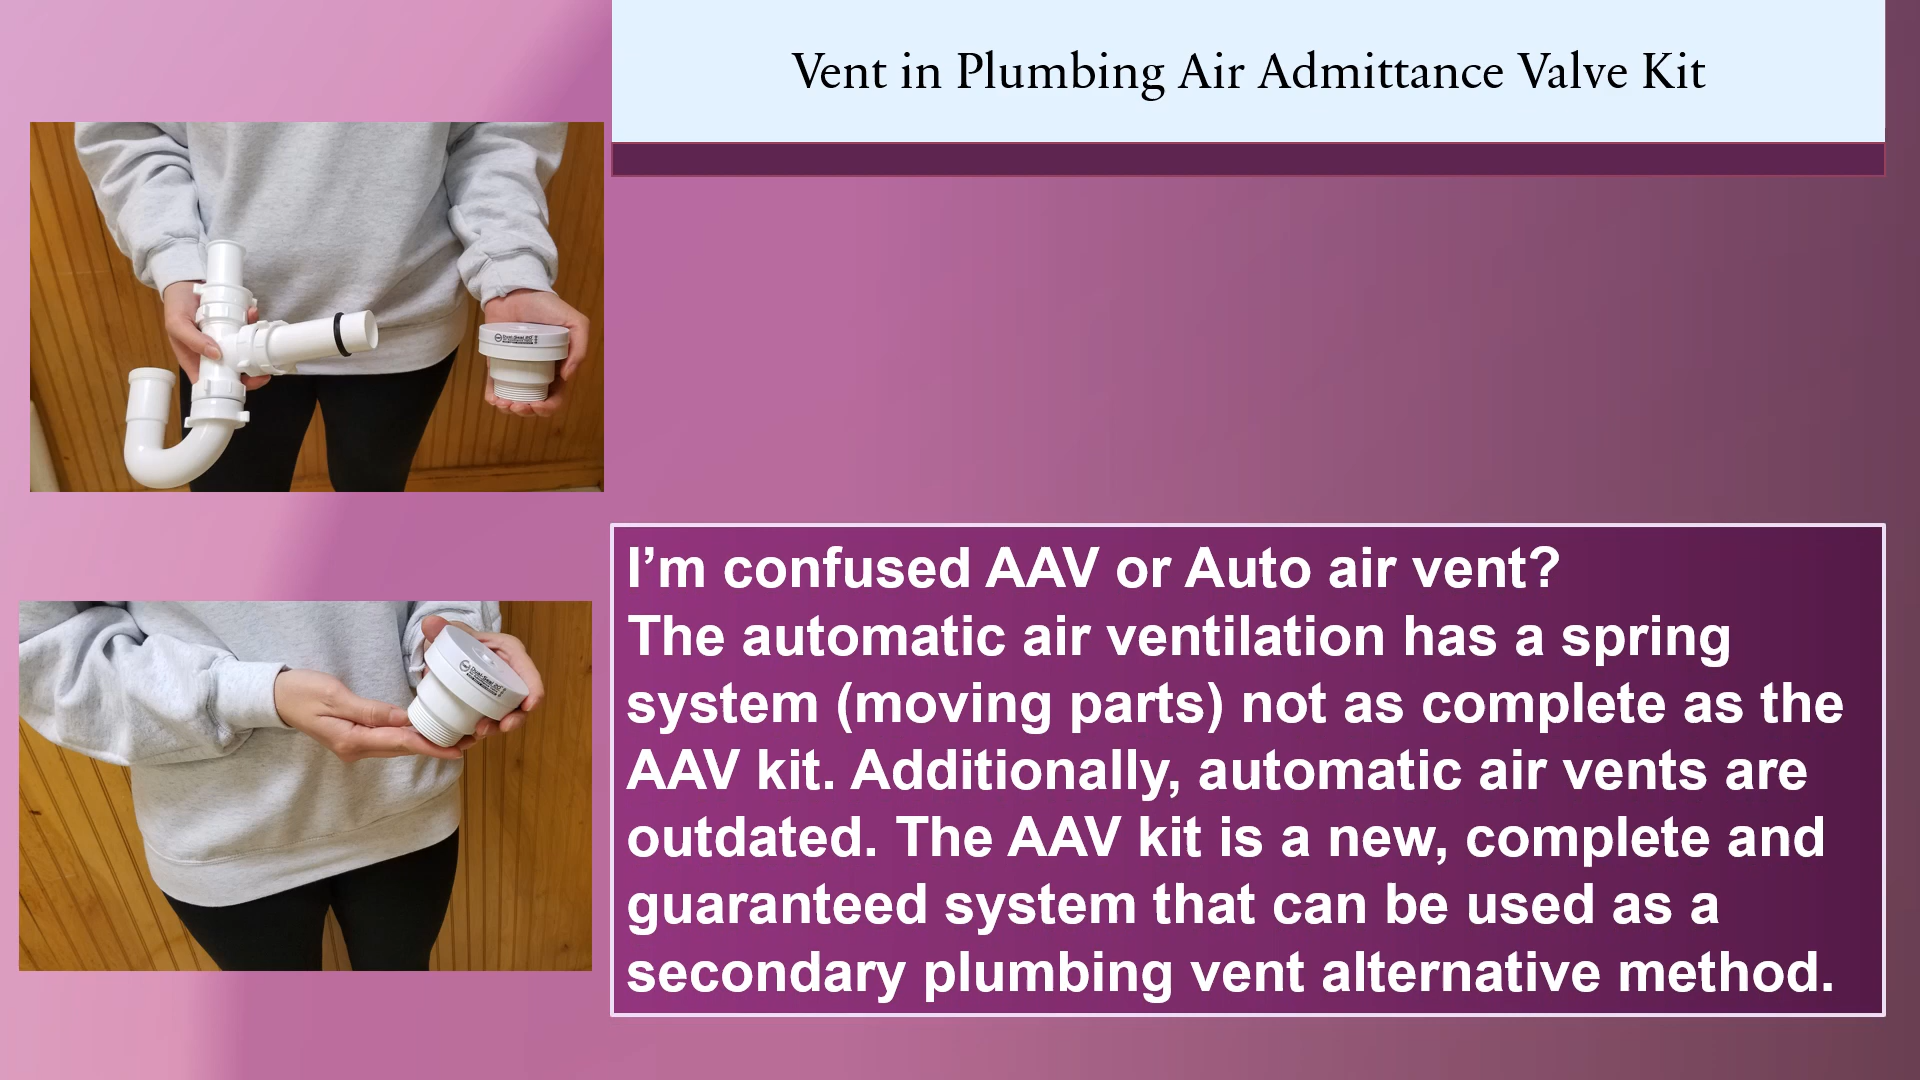 Vent in Plumbing Air Admittance Valve Kit
I’m confused AAV or Auto air vent?
The automatic air ventilation has a spring
system (moving parts) not as complete as the
AAV kit. Additionally, automatic air vents are
outdated. The AAV kit is a new, complete and
guaranteed system that can be used as a
secondary plumbing vent alternative method.